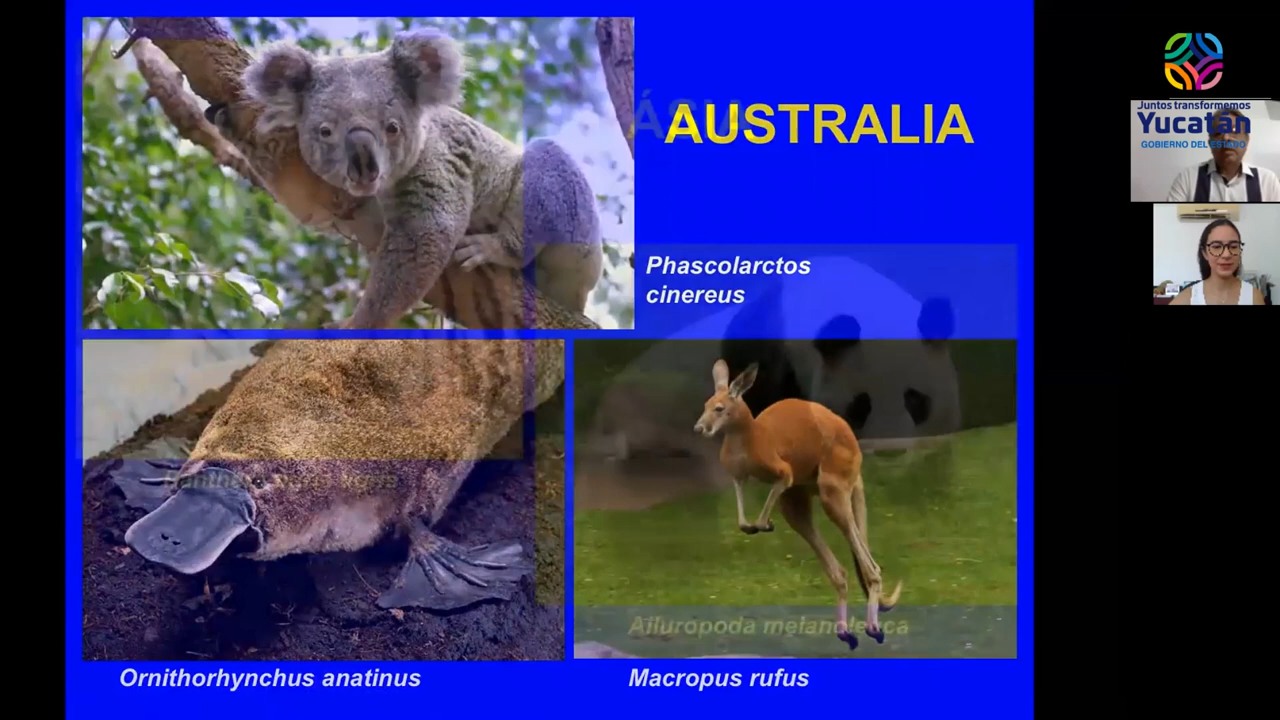 AUSTRALIA
Phascolarctos
cinereus
Ailuropoda melanoleuca
Ornithorhynchus anatinus
Macropus rufus
Juntos transformemos
Yucatán
GOBIERNO DEL ESTADO